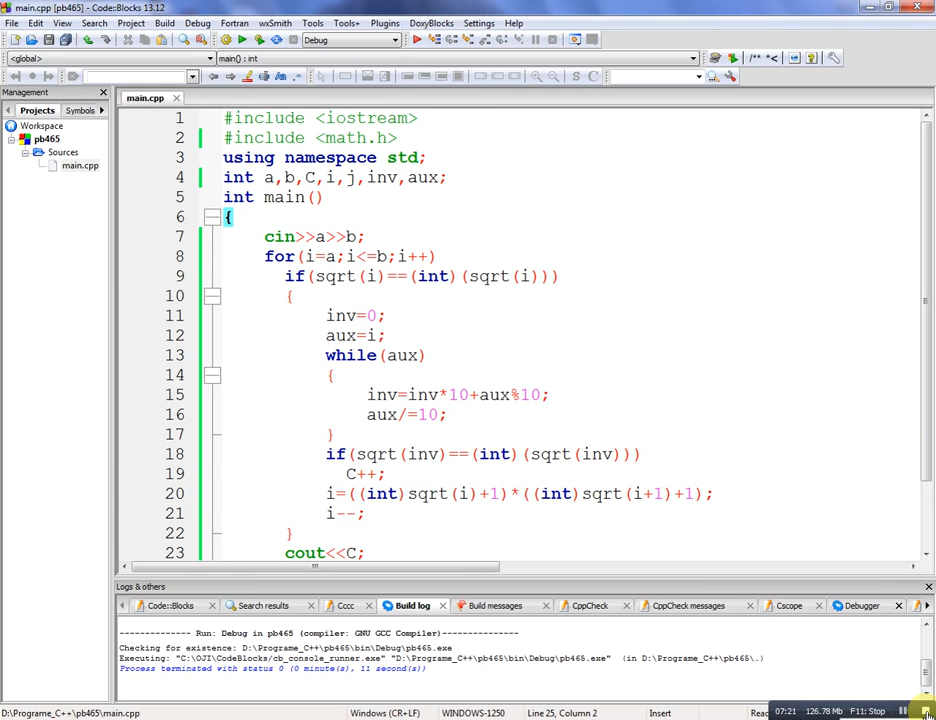 main.cpp [pb465] - Code::Blocks 13.12
File Edit View Search Project Build Debug Fortran wxSmith Tools Tools+ Plugins DoxyBlocks Settings Help
Debug
<global> main() : int /** *<
S C
Management
Projects Symbols
Workspace
pb465
Sources
main.cpp
main.cpp
1 #include <iostream>
2 #include <math.h>
3 using namespace std;
4 int a,b,C,i,j,inv,aux;
5 int main()
6 {
7 cin>>a>>b;
8 for(i=a;i<=b;i++)
9 if(sqrt(i)==(int)(sqrt(i)))
10 {
11 inv=0;
12 aux=i;
13 while(aux)
14 {
15 inv=inv*10+aux%10;
16 aux/=10;
17 }
18 if(sqrt(inv)==(int)(sqrt(inv)))
19 C++;
20 i=((int)sqrt(i)+1)*((int)sqrt(i+1)+1);
21 i--;
22 }
23 cout<<C;
Logs & others
Code::Blocks Search results Cccc Build log Build messages CppCheck CppCheck messages Cscope Debugger
-------------- Run: Debug in pb465 (compiler: GNU GCC Compiler)---------------
Checking for existence: D:\Programe_C++\pb465\bin\Debug\pb465.exe
Executing: "C:\OJI\CodeBlocks/cb_console_runner.exe" "D:\Programe_C++\pb465\bin\Debug\pb465.exe" (in D:\Programe_C++\pb465\.)
Process terminated with status 0 (0 minute(s), 11 second(s))
07:21 126.78 Mb F11: Stop
D:\Programe_C++\pb465\main.cpp Windows (CR+LF) WINDOWS-1250 Line 25, Column 2 Insert